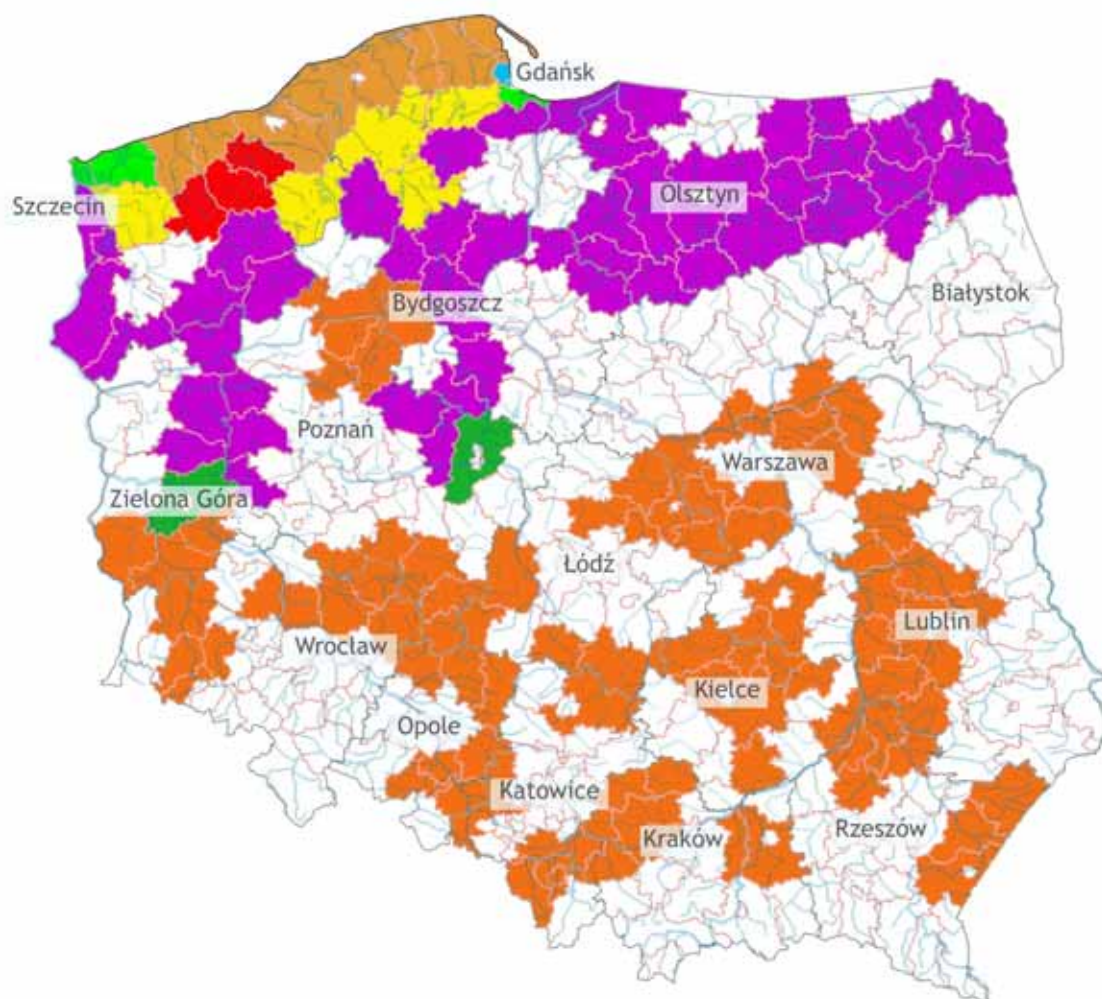 Gdańsk
Szczecin
Olsztyn
Bydgoszcz
Białystok
Poznań
Warszawa
Zielona Góra
Łódź
Lublin
Wrocław
Kielce
Opole
Katowice
Kraków
Rzeszów